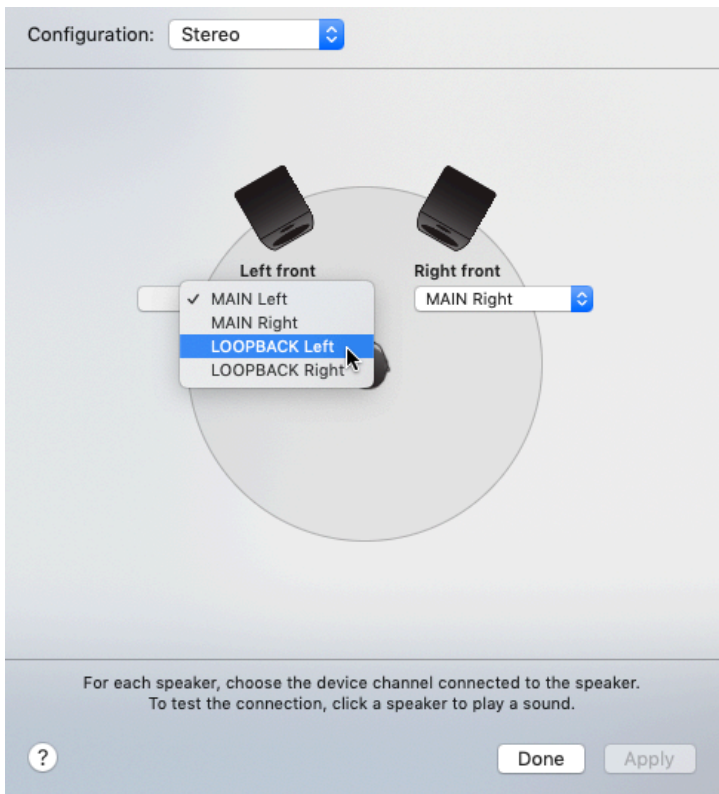 Configuration: Stereo
Left front
Right front
MAIN Left
MAIN Right
MAIN Right
LOOPBACK Left
LOOPBACK Right
For each speaker, choose the device channel connected to the speaker.
To test the connection, click a speaker to play a sound.
? Done Apply